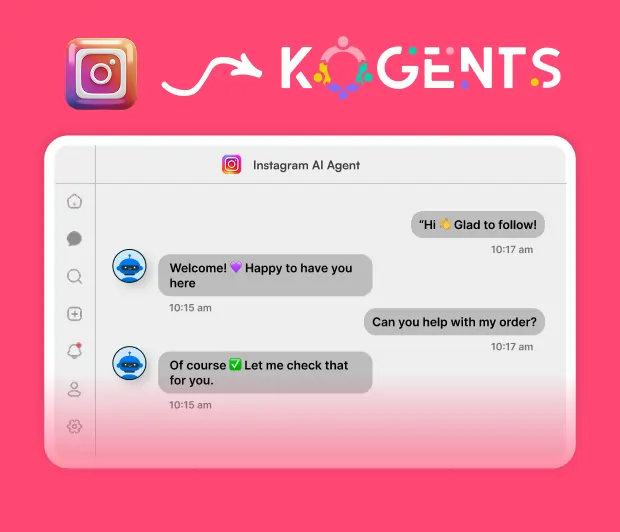 KOGENTS
Instagram AI Agent
“Hi 👋 Glad to follow!
10:17 am
Welcome! 💜 Happy to have you
here
10:15 am
Can you help with my order?
10:17 am
Of course ✅ Let me check that
for you.
10:15 am